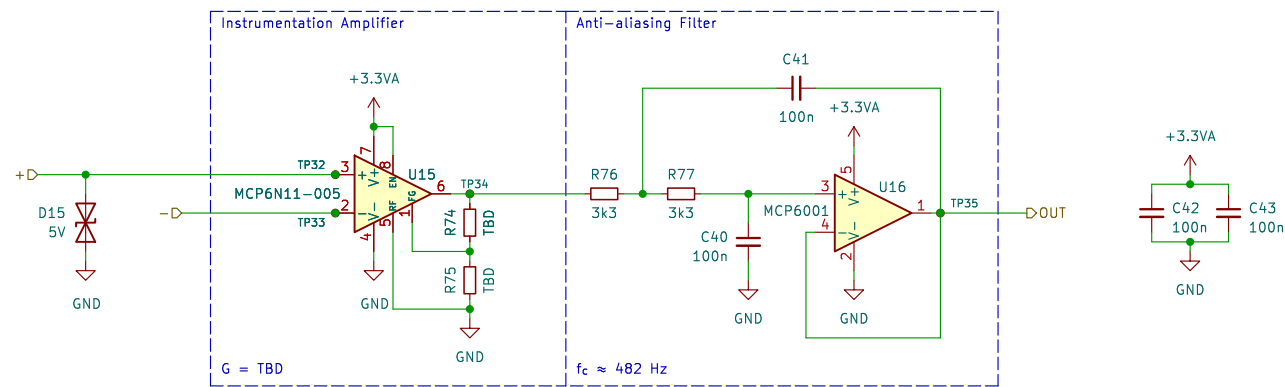 Instrumentation Amplifier
Anti-aliasing Filter
C41
100n
+3.3VA
+3.3VA
+3.3VA
+
D15
5V
GND
-
TP32
TP33
3
2
7
8
+
-
V+
V-
EN
RF
FG
U15
MCP6N11-005
6
1
5
4
GND
TP34
R74
TBD
R75
TBD
GND
R76
3k3
R77
3k3
C40
100n
GND
U16
MCP6001
3
4
5
2
1
+
-
V+
V-
GND
TP35
OUT
C42
100n
C43
100n
GND
G = TBD
fc ≈ 482 Hz